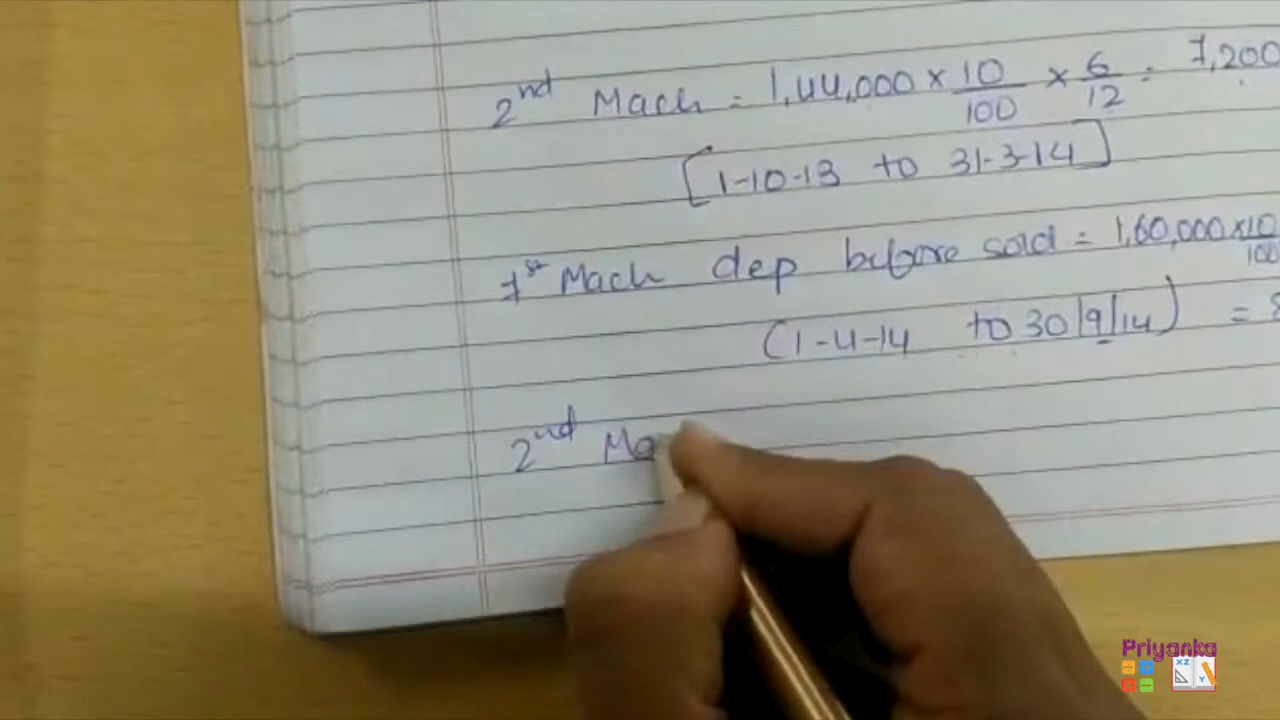 2nd Mach = 1,44,000 × 10/100 × 6/12 = 7,200
[1-10-13 to 31-3-14]
1st Mach dep before sold = 1,60,000 × 10/100
(1-4-14 to 30/9/14) = 8
2nd Ma
Priyanka